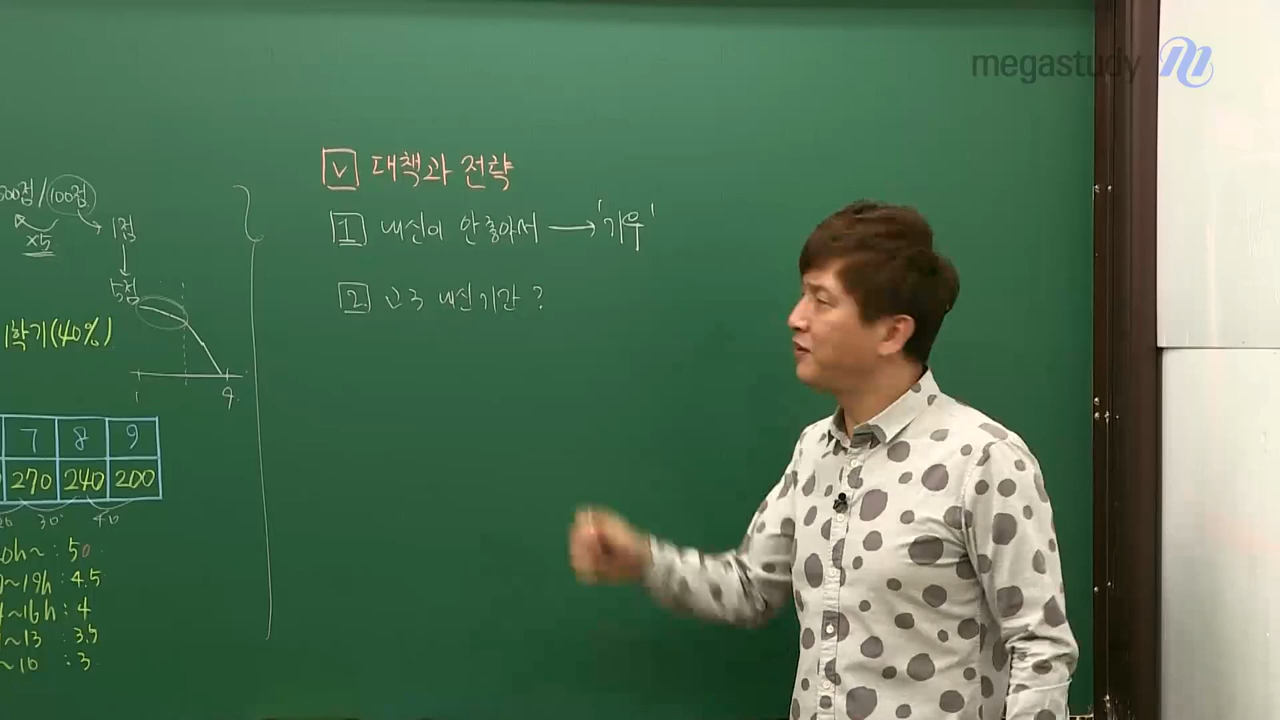 megastudy
500점/100점
×5
1점
5점
1학기(40%)
1 9
7 8 9
270 240 200
30 40
20h~ : 50
~19h : 4.5
~16h : 4
~13 : 3.5
~10 : 3
V 대책과 전략
1 내신이 안좋아서 → '기우'
2 고3 내신기간 ?